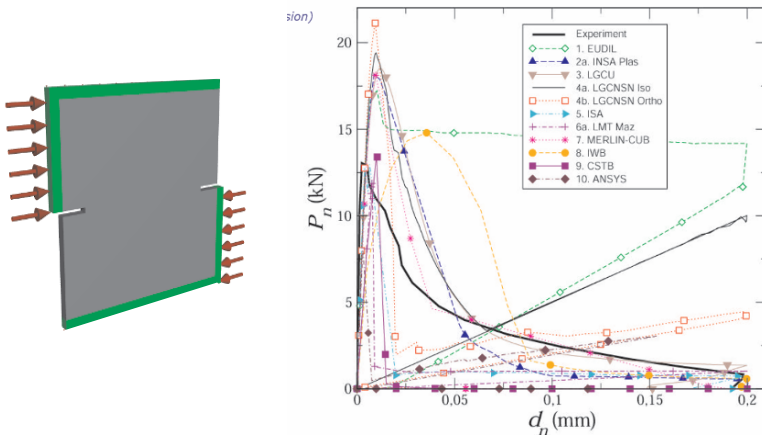 sion)
P_n (kN)
20
15
10
5
0
Experiment
1. EUDIL
2a. INSA Plas
3. LGCU
4a. LGCNSN Iso
4b. LGCNSN Ortho
5. ISA
6a. LMT Maz
7. MERLIN-CUB
8. IWB
9. CSTB
10. ANSYS
0 0,05 0,1 0,15 0,2
d_n (mm)